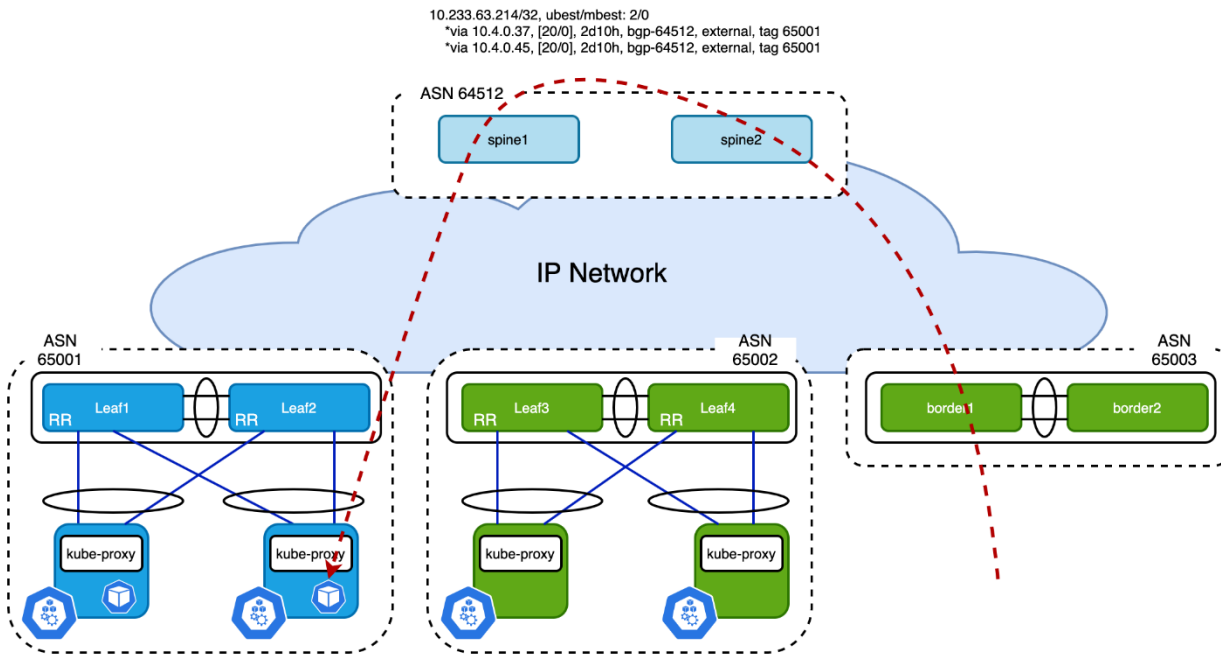 10.233.63.214/32, ubest/mbest: 2/0
*via 10.4.0.37, [20/0], 2d10h, bgp-64512, external, tag 65001
*via 10.4.0.45, [20/0], 2d10h, bgp-64512, external, tag 65001
ASN 64512
spine1
spine2
IP Network
ASN
65001
ASN
65002
ASN
65003
Leaf1
RR
Leaf2
RR
Leaf3
RR
Leaf4
RR
border1
border2
kube-proxy
kube-proxy
kube-proxy
kube-proxy